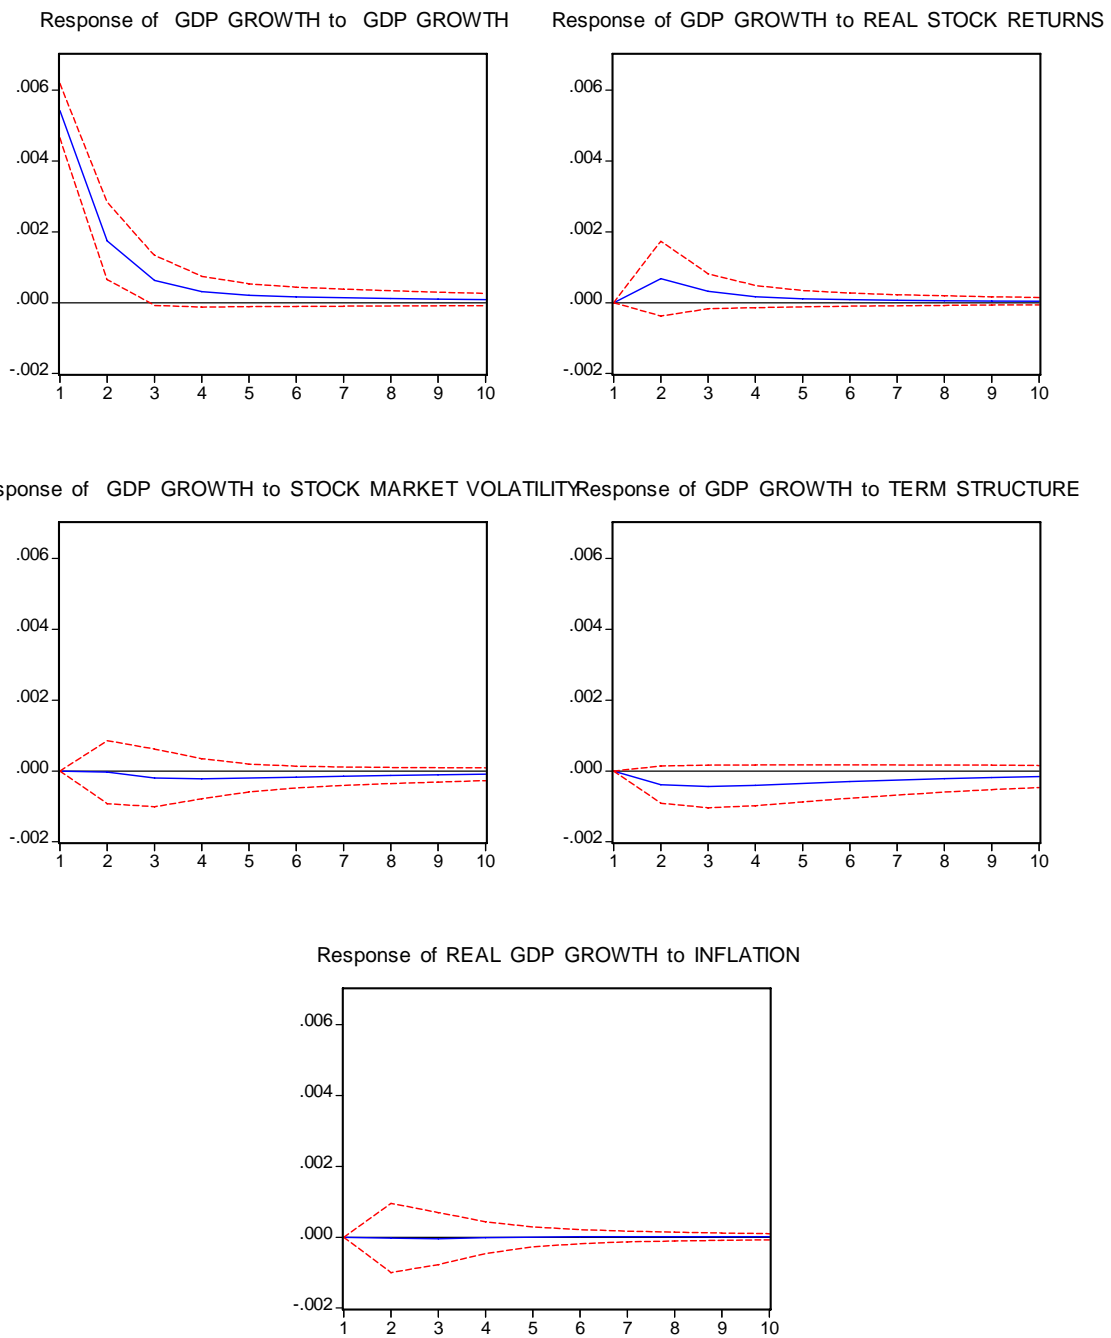 Response of GDP GROWTH to GDP GROWTH
Response of GDP GROWTH to REAL STOCK RETURNS
.006
.004
.002
.000
-.002
1 2 3 4 5 6 7 8 9 10
.006
.004
.002
.000
-.002
1 2 3 4 5 6 7 8 9 10
sponse of GDP GROWTH to STOCK MARKET VOLATILITY
Response of GDP GROWTH to TERM STRUCTURE
.006
.004
.002
.000
-.002
1 2 3 4 5 6 7 8 9 10
.006
.004
.002
.000
-.002
1 2 3 4 5 6 7 8 9 10
Response of REAL GDP GROWTH to INFLATION
.006
.004
.002
.000
-.002
1 2 3 4 5 6 7 8 9 10